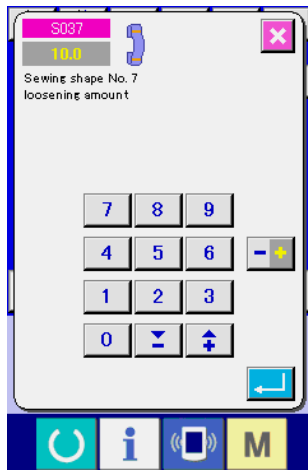 S037
10.0
Sewing shape No. 7
loosening amount
7 8 9
4 5 6
- +
1 2 3
0
i M